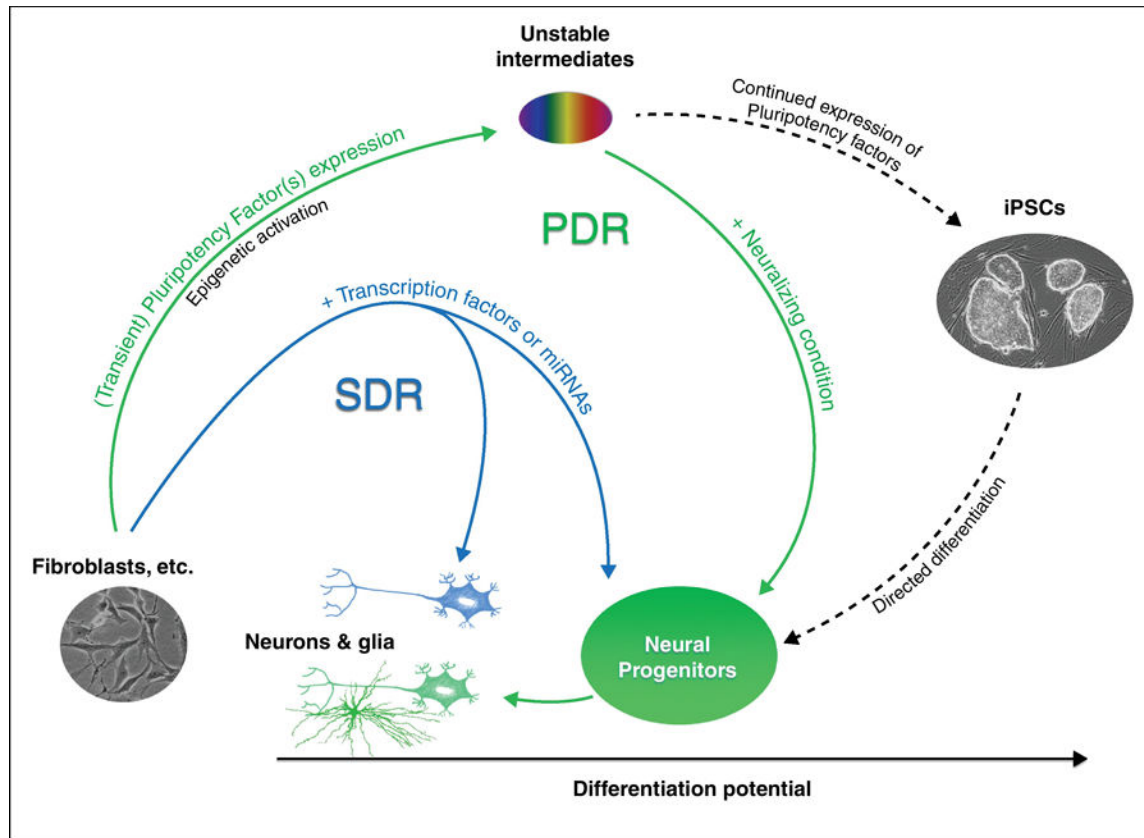 Unstable
intermediates
Continued expression of
Pluripotency factors
(Transient) Pluripotency Factor(s) expression
Epigenetic activation
PDR
iPSCs
+ Neuralizing condition
+ Transcription factors or miRNAs
SDR
Fibroblasts, etc.
Directed differentiation
Neurons & glia
Neural
Progenitors
Differentiation potential